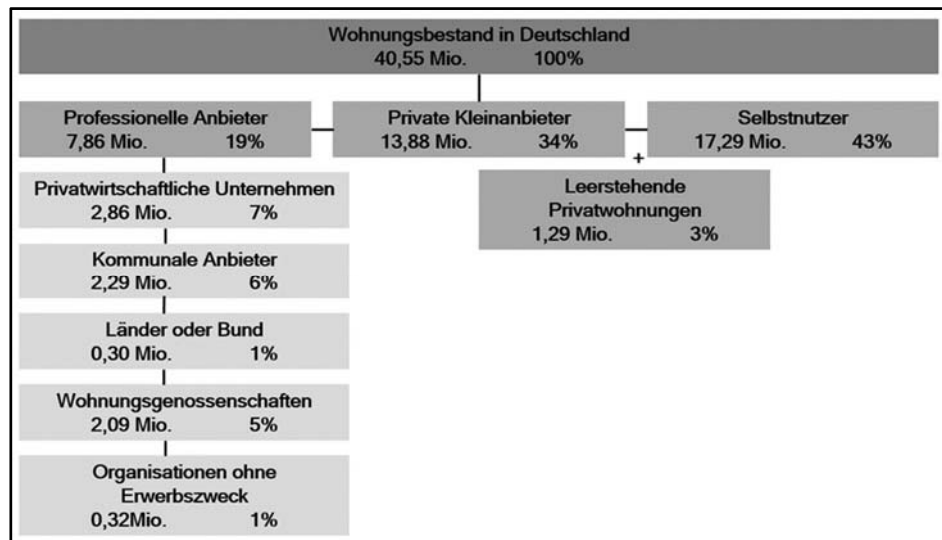 Wohnungsbestand in Deutschland
40,55 Mio. 100%
Professionelle Anbieter
7,86 Mio. 19%
Private Kleinanbieter
13,88 Mio. 34%
Selbstnutzer
17,29 Mio. 43%
+
Leerstehende
Privatwohnungen
1,29 Mio. 3%
Privatwirtschaftliche Unternehmen
2,86 Mio. 7%
Kommunale Anbieter
2,29 Mio. 6%
Länder oder Bund
0,30 Mio. 1%
Wohnungsgenossenschaften
2,09 Mio. 5%
Organisationen ohne
Erwerbszweck
0,32Mio. 1%